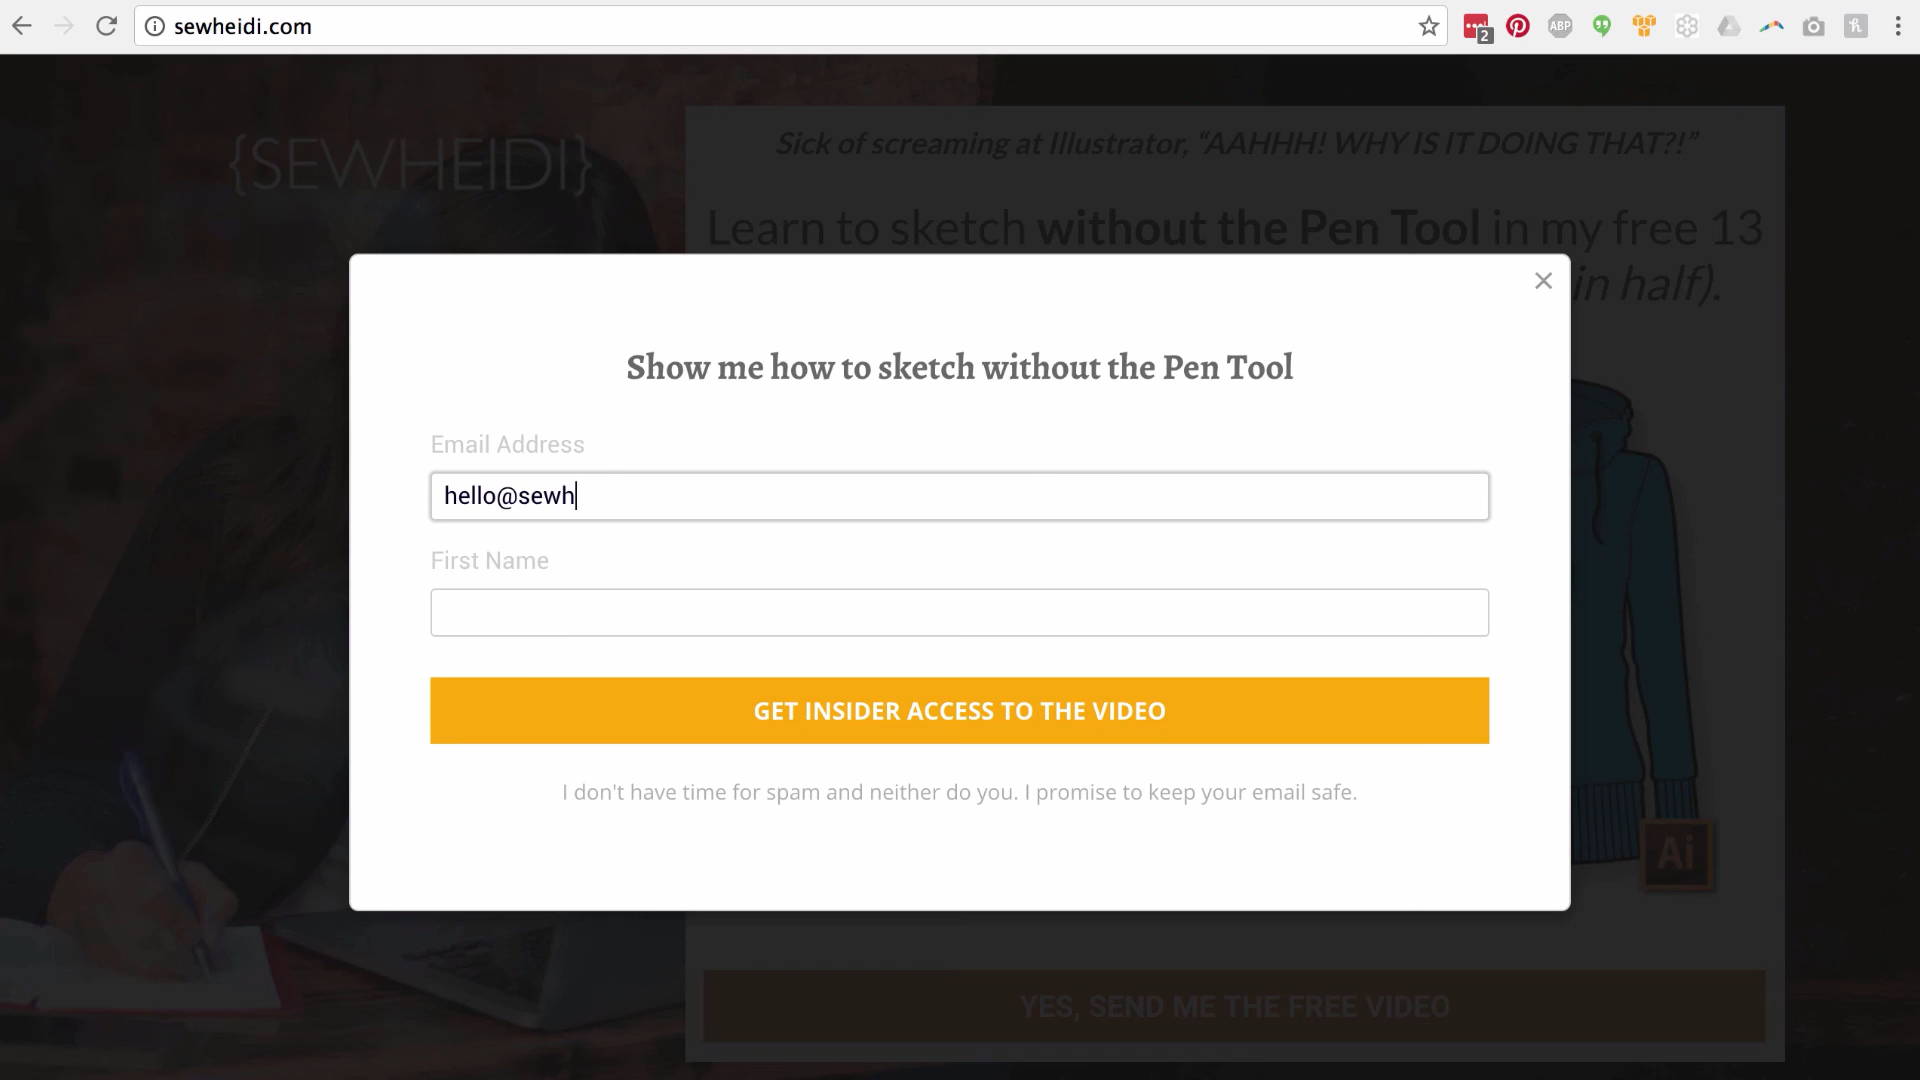 sewheidi.com
2
ABP
{SEWHEIDI}
Sick of screaming at Illustrator, “AAHHH! WHY IS IT DOING THAT?!”
Learn to sketch without the Pen Tool in my free 13
in half).
Show me how to sketch without the Pen Tool
Email Address
hello@sewh
First Name
GET INSIDER ACCESS TO THE VIDEO
I don't have time for spam and neither do you. I promise to keep your email safe.
Ai
YES, SEND ME THE FREE VIDEO